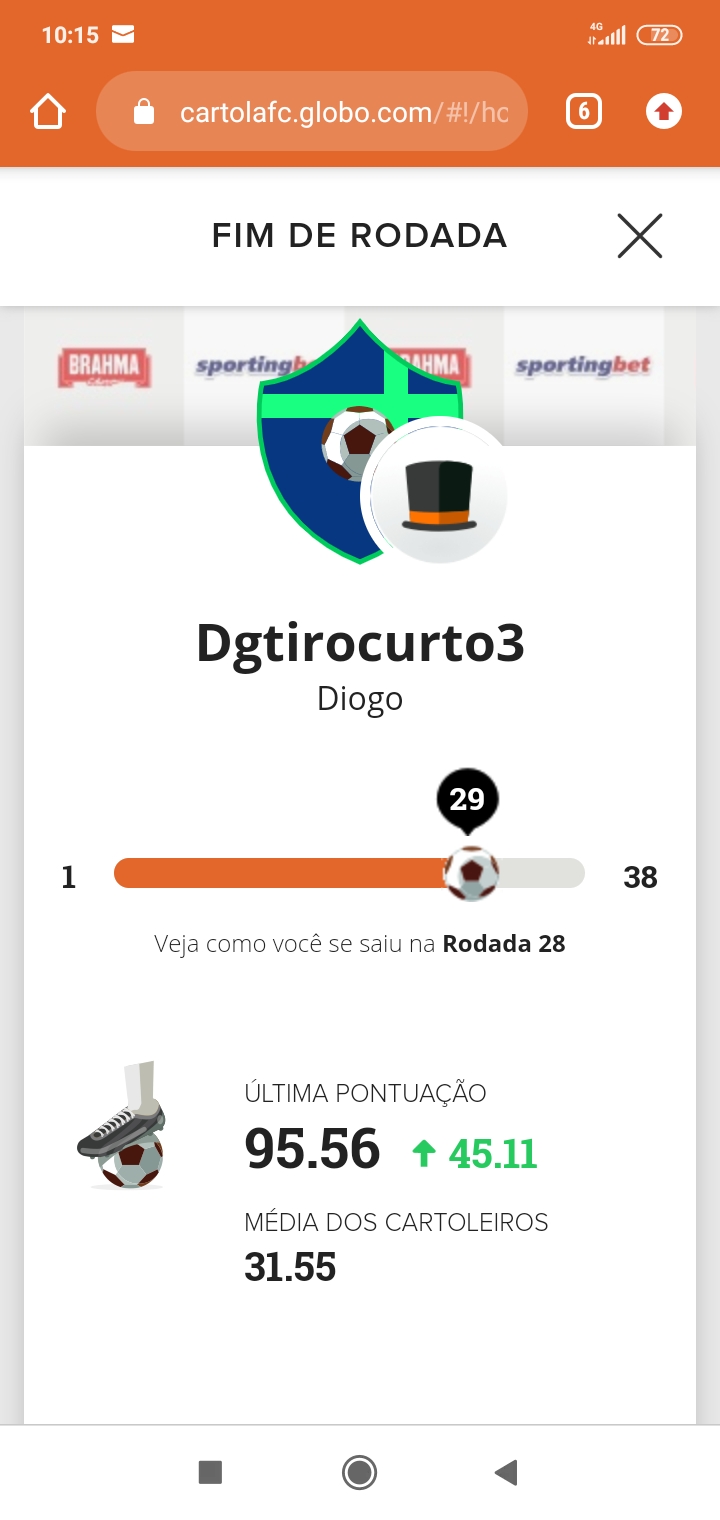 10:15
4G
72
cartolafc.globo.com/#!/ho
6
FIM DE RODADA
BRAHMA
sportingb
AHMA
sportingbet
Dgtirocurto3
Diogo
29
1
38
Veja como você se saiu na Rodada 28
ÚLTIMA PONTUAÇÃO
95.56 45.11
MÉDIA DOS CARTOLEIROS
31.55